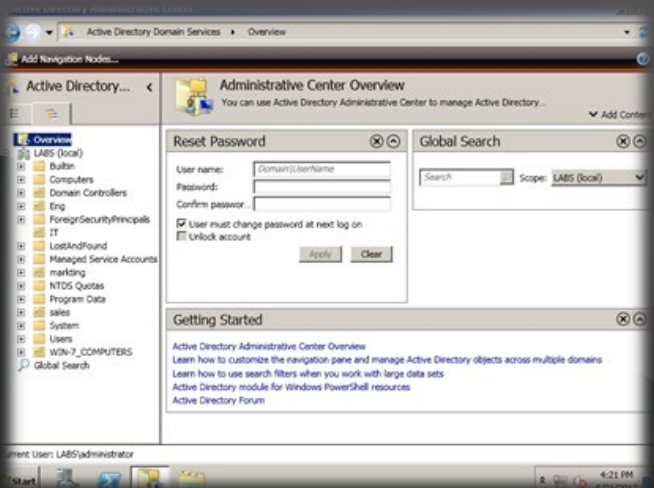 Active Directory Administrative Center
Active Directory Domain Services
Overview
Add Navigation Nodes...
Active Directory...
Administrative Center Overview
You can use Active Directory Administrative Center to manage Active Directory...
Add Content
Overview
LABS (local)
Builtin
Computers
Domain Controllers
Eng
ForeignSecurityPrincipals
IT
LostAndFound
Managed Service Accounts
markting
NTDS Quotas
Program Data
sales
System
Users
WIN-7_COMPUTERS
Global Search
Reset Password
User name: Domain\UserName
Password:
Confirm passwor...
User must change password at next log on
Unlock account
Apply Clear
Global Search
Search Scope: LABS (local)
Getting Started
Active Directory Administrative Center Overview
Learn how to customize the navigation pane and manage Active Directory objects across multiple domains
Learn how to use search filters when you work with large data sets
Active Directory module for Windows PowerShell resources
Active Directory Forum
Current User: LABS\administrator
Start
4:21 PM